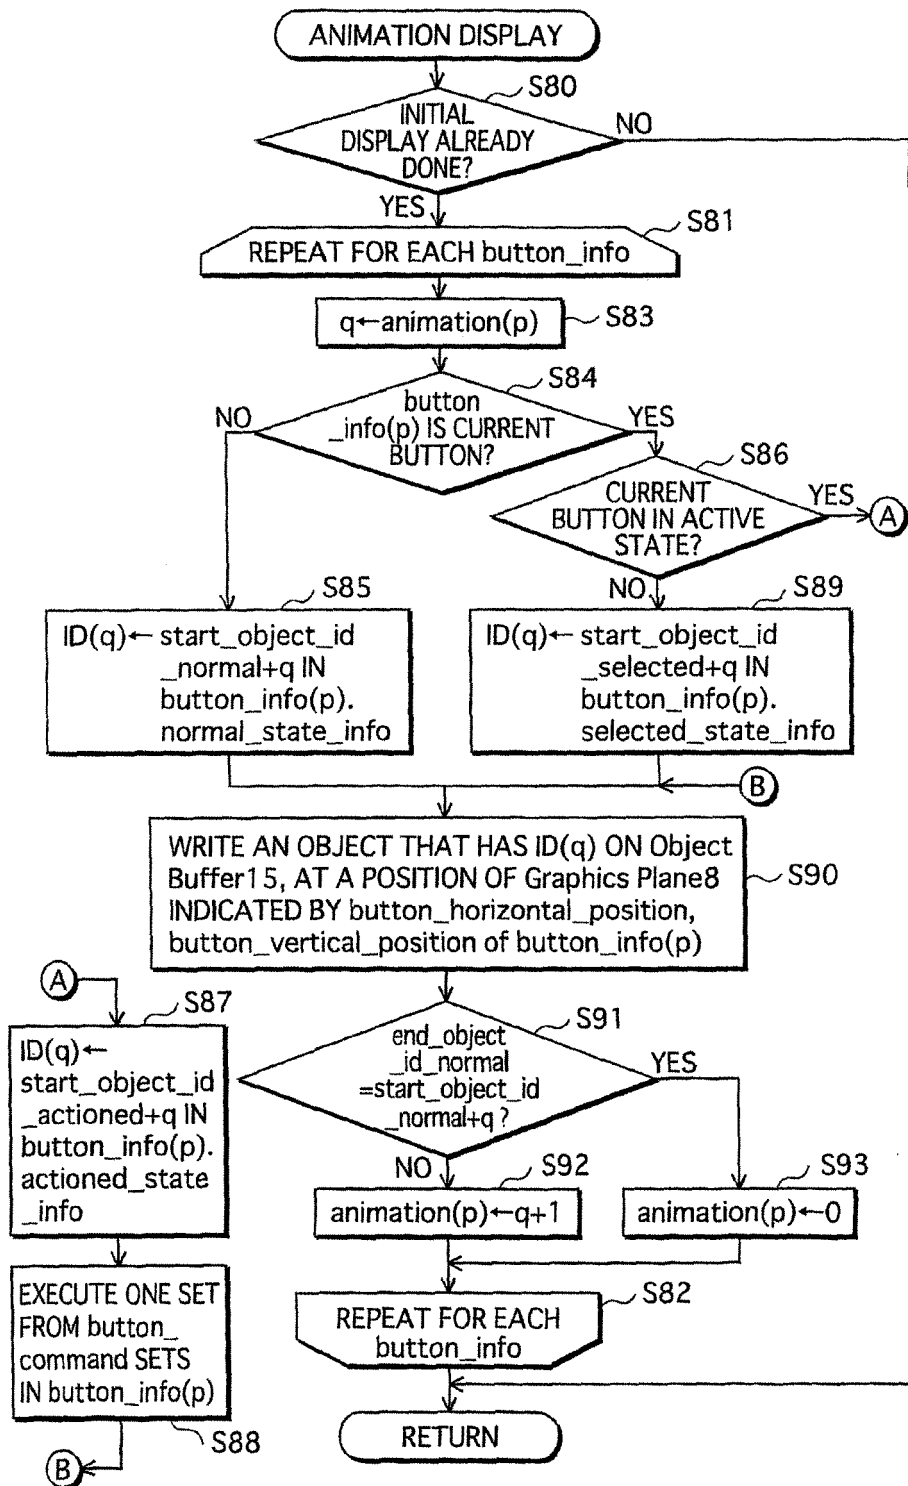 ANIMATION DISPLAY
S80
INITIAL
DISPLAY ALREADY
DONE?
NO
YES
S81
REPEAT FOR EACH button_info
q←animation(p)
S83
S84
button
_info(p) IS CURRENT
BUTTON?
NO
YES
S86
CURRENT
BUTTON IN ACTIVE
STATE?
YES
A
NO
S85
ID(q)← start_object_id
_normal+q IN
button_info(p).
normal_state_info
S89
ID(q)← start_object_id
_selected+q IN
button_info(p).
selected_state_info
B
WRITE AN OBJECT THAT HAS ID(q) ON Object
Buffer15, AT A POSITION OF Graphics Plane8
INDICATED BY button_horizontal_position,
button_vertical_position of button_info(p)
S90
A
S87
ID(q)←
start_object_id
_actioned+q IN
button_info(p).
actioned_state
_info
EXECUTE ONE SET
FROM button_
command SETS
IN button_info(p)
S88
B
S91
end_object
_id_normal
=start_object_id
_normal+q ?
YES
NO
S92
animation(p)←q+1
S93
animation(p)←0
S82
REPEAT FOR EACH
button_info
RETURN